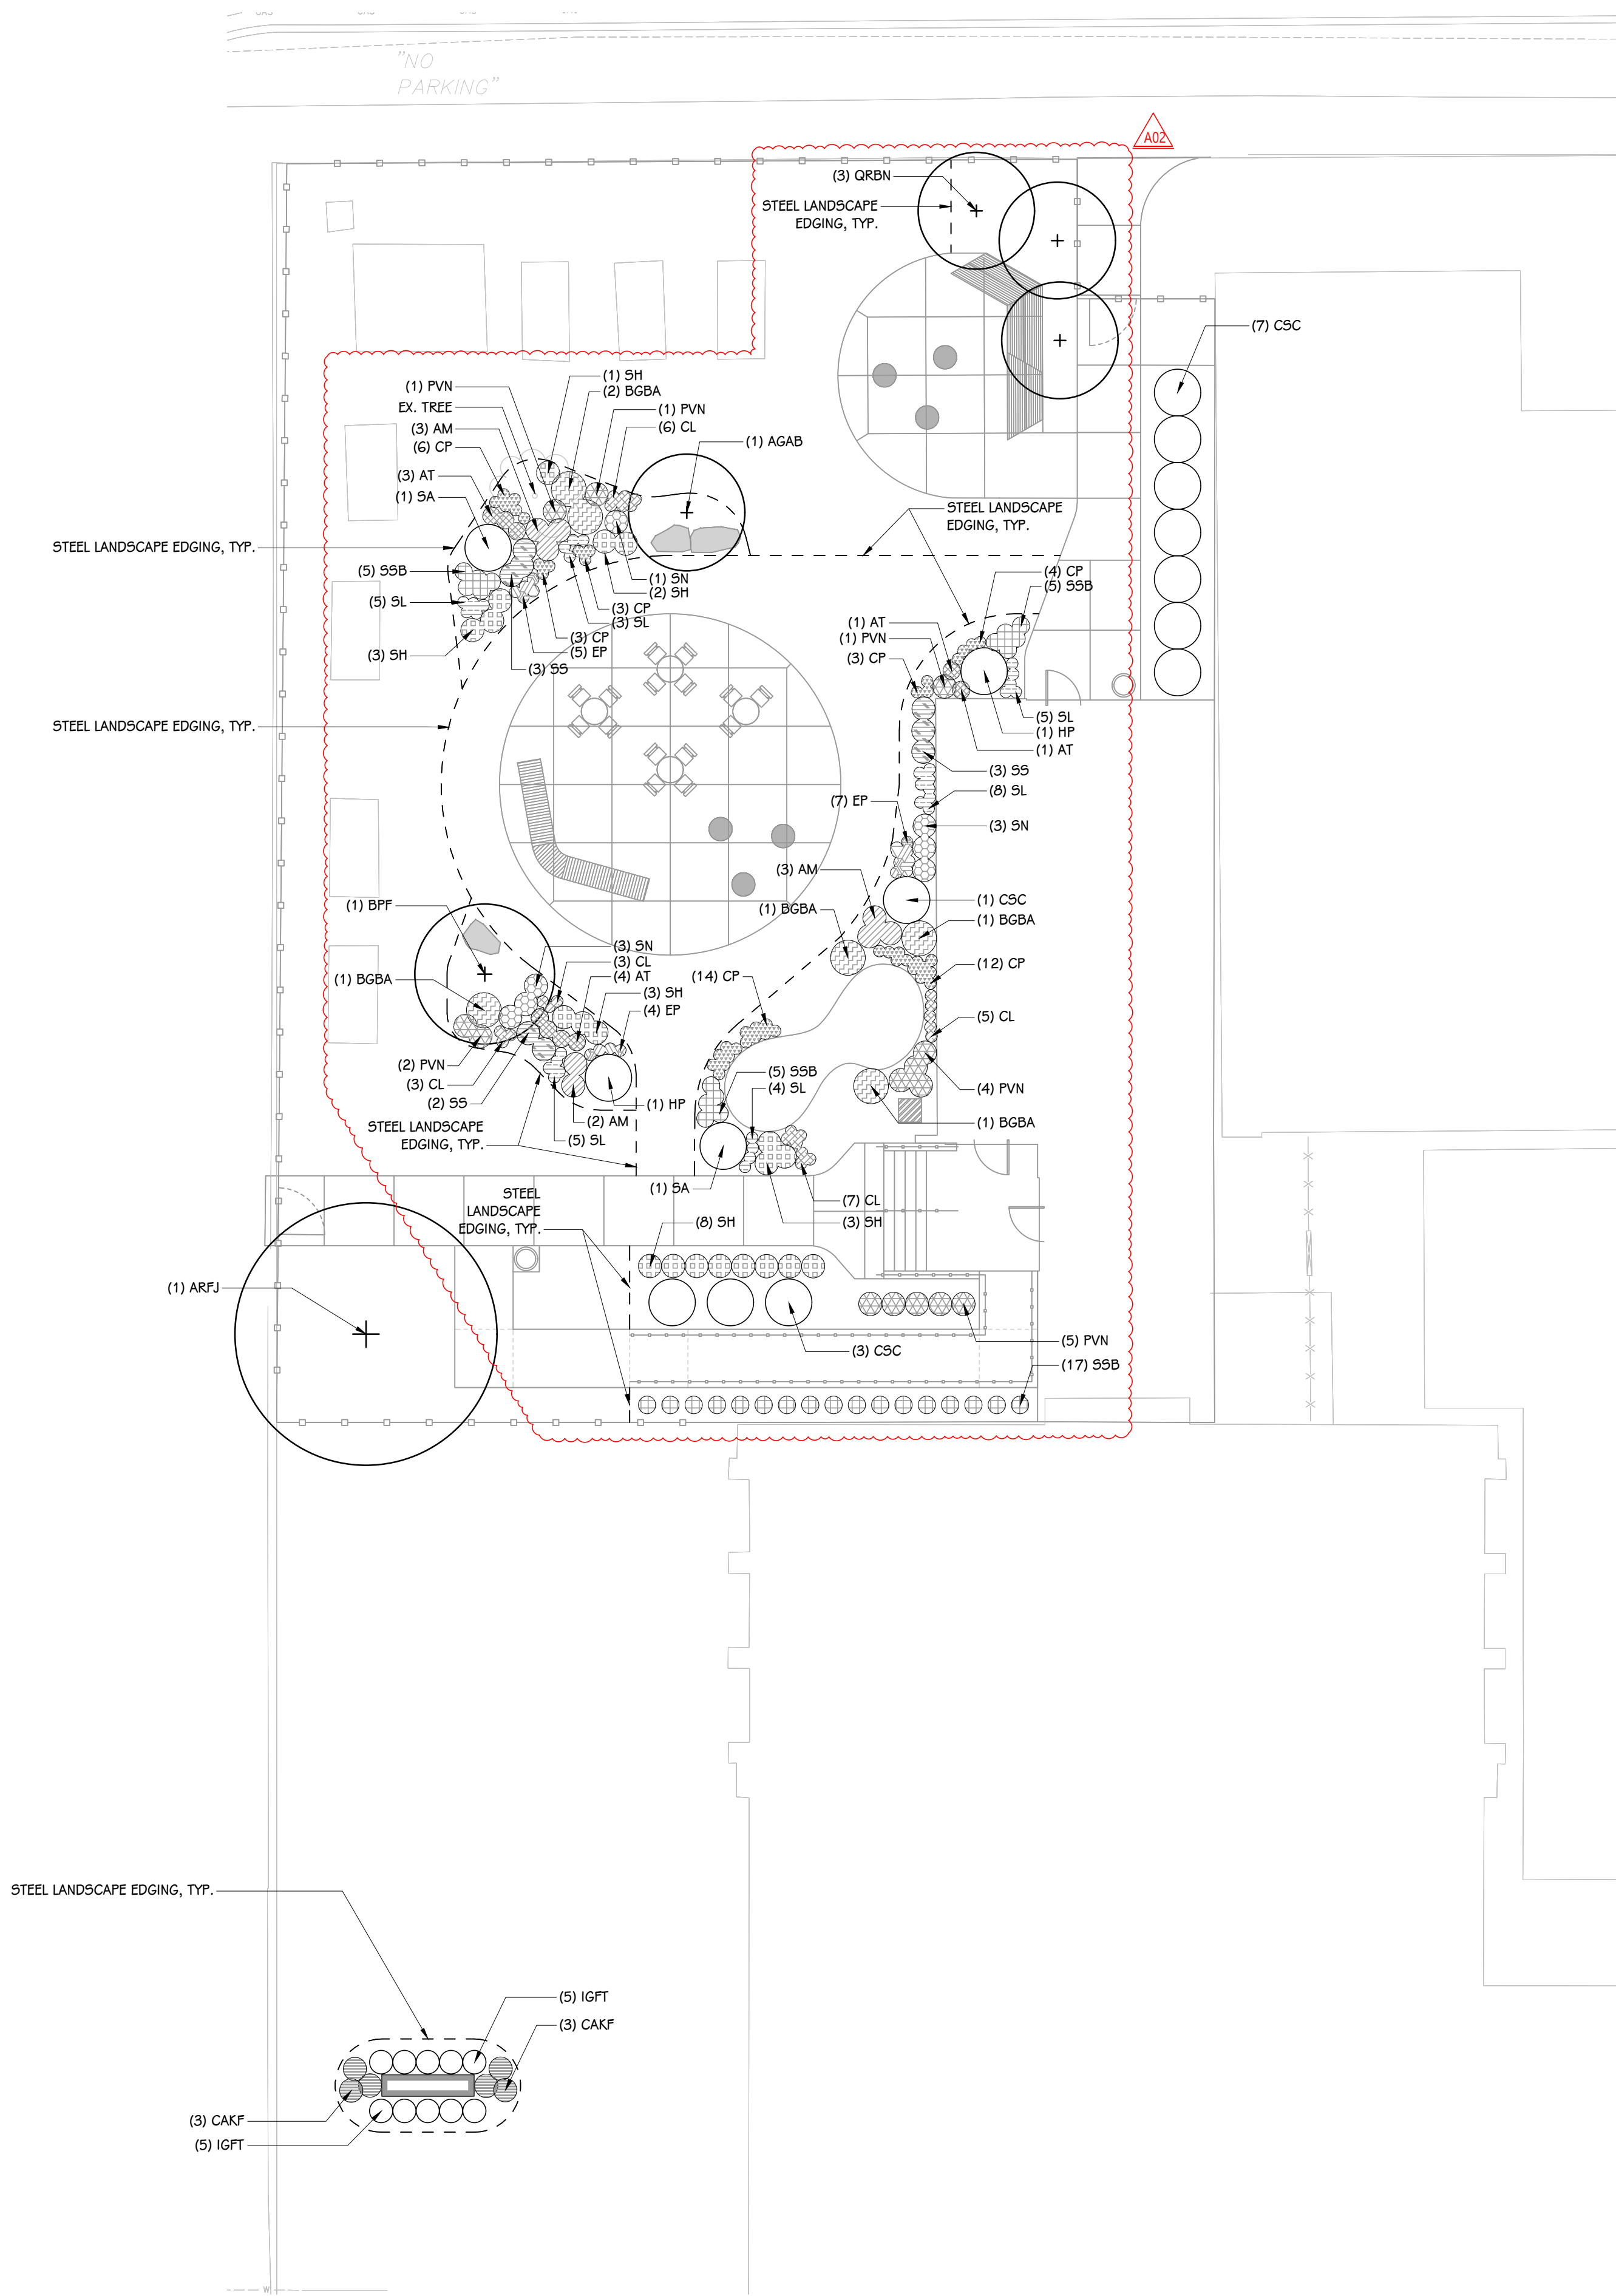 "NO
PARKING"
A02
(3) QRBN
STEEL LANDSCAPE
EDGING, TYP.
(7) CSC
(1) SH
(2) BGBA
(1) PVN
EX. TREE
(3) AM
(6) CP
(1) PVN
(6) CL
(1) AGAB
(3) AT
(1) SA
STEEL LANDSCAPE
EDGING, TYP.
STEEL LANDSCAPE EDGING, TYP.
(5) SSB
(5) SL
(3) SH
(1) SN
(2) SH
(3) CP
(3) SL
(3) CP
(5) EP
(3) SS
(4) CP
(5) SSB
(1) AT
(1) PVN
(3) CP
(5) SL
(1) HP
(1) AT
STEEL LANDSCAPE EDGING, TYP.
(3) SS
(8) SL
(7) EP
(3) SN
(3) AM
(1) CSC
(1) BGBA
(1) BGBA
(1) BPF
(3) SN
(3) CL
(4) AT
(1) BGBA
(3) SH
(4) EP
(14) CP
(12) CP
(5) CL
(2) PVN
(3) CL
(2) SS
(5) SSB
(4) SL
(4) PVN
(1) HP
(2) AM
(5) SL
(1) BGBA
STEEL LANDSCAPE
EDGING, TYP.
(1) SA
(7) CL
(3) SH
STEEL
LANDSCAPE
EDGING, TYP.
(8) SH
(1) ARFJ
(5) PVN
(3) CSC
(17) SSB
STEEL LANDSCAPE EDGING, TYP.
(5) IGFT
(3) CAKF
(3) CAKF
(5) IGFT
W